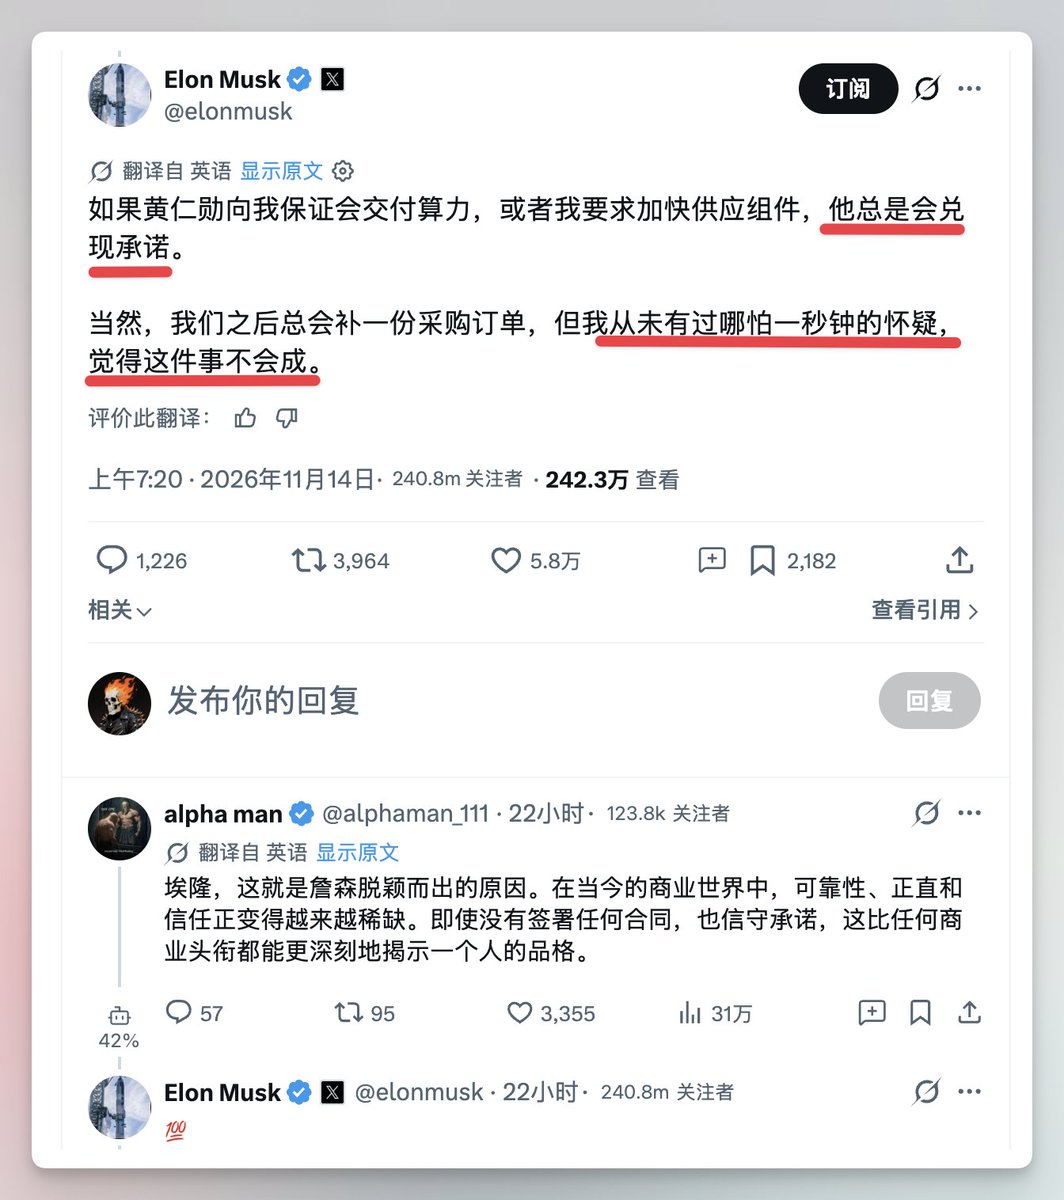 Elon Musk
@elonmusk
订阅
翻译自 英语 显示原文
如果黄仁勋向我保证会交付算力，或者我要求加快供应组件，他总是会兑
现承诺。
当然，我们之后总会补一份采购订单，但我从未有过哪怕一秒钟的怀疑，
觉得这件事不会成。
评价此翻译：
上午7:20 · 2026年11月14日 · 240.8m 关注者 · 242.3万 查看
1,226 3,964 5.8万 2,182
相关 查看引用
发布你的回复 回复
alpha man @alphaman_111 · 22小时 · 123.8k 关注者
翻译自 英语 显示原文
埃隆，这就是詹森脱颖而出的原因。在当今的商业世界中，可靠性、正直和
信任正变得越来越稀缺。即使没有签署任何合同，也信守承诺，这比任何商
业头衔都能更深刻地揭示一个人的品格。
57 95 3,355 31万
42%
Elon Musk @elonmusk · 22小时 · 240.8m 关注者
💯